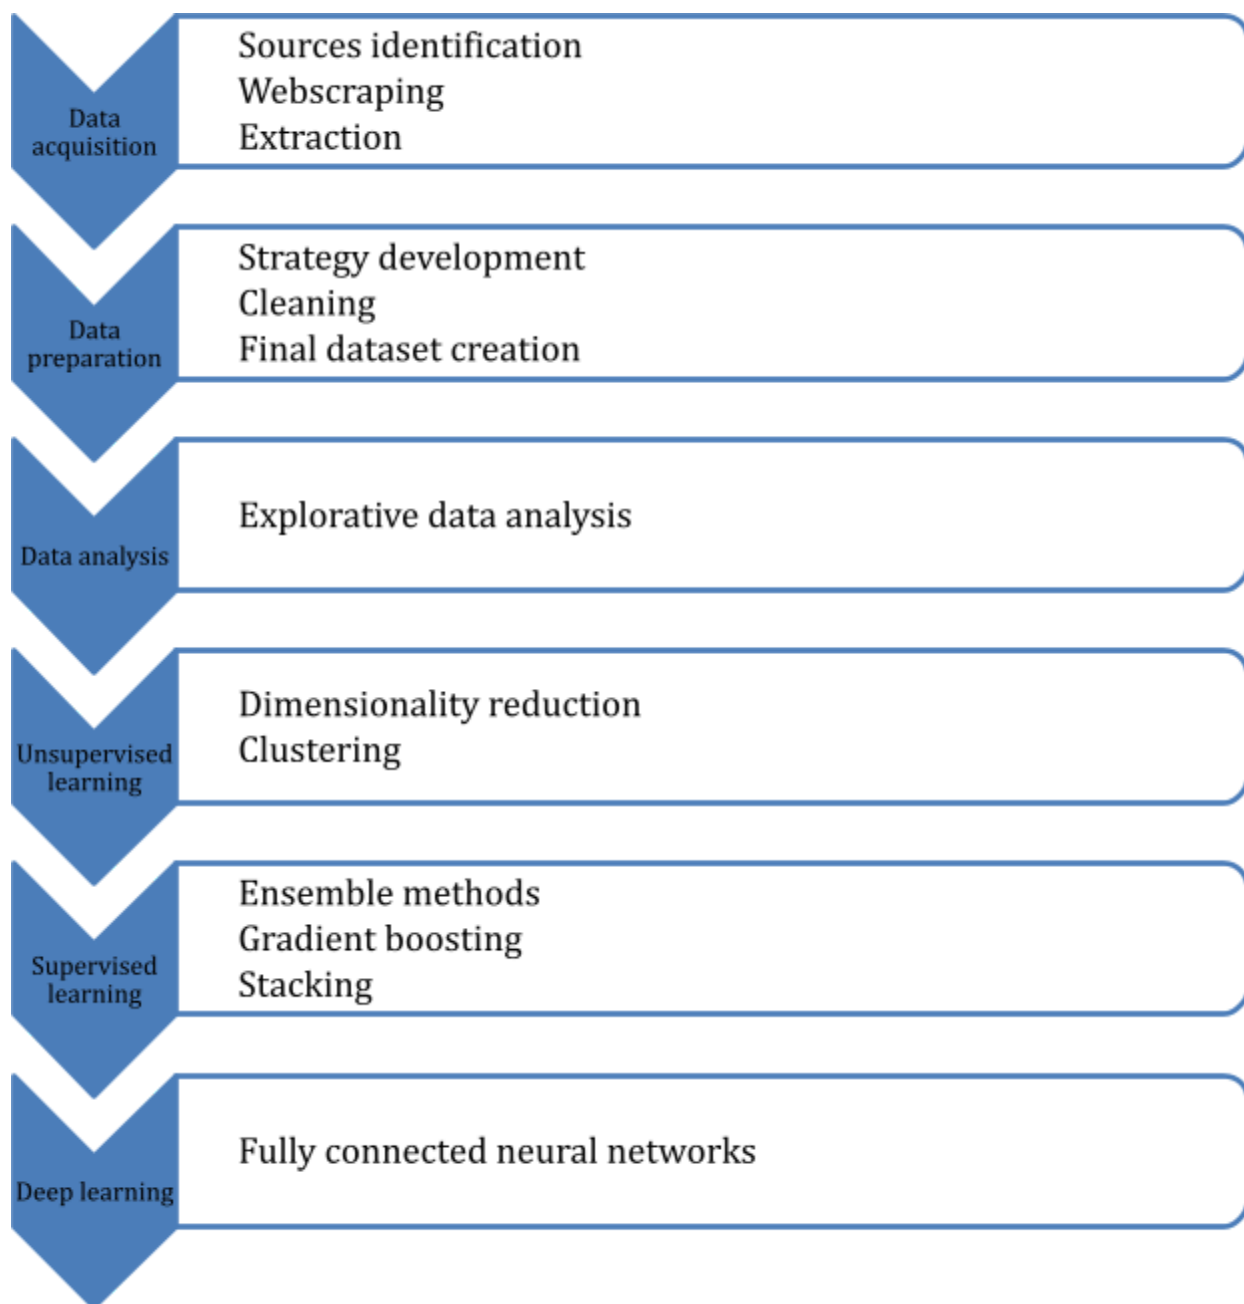 Data
acquisition
Sources identification
Webscraping
Extraction
Data
preparation
Strategy development
Cleaning
Final dataset creation
Data analysis
Explorative data analysis
Unsupervised
learning
Dimensionality reduction
Clustering
Supervised
learning
Ensemble methods
Gradient boosting
Stacking
Deep learning
Fully connected neural networks